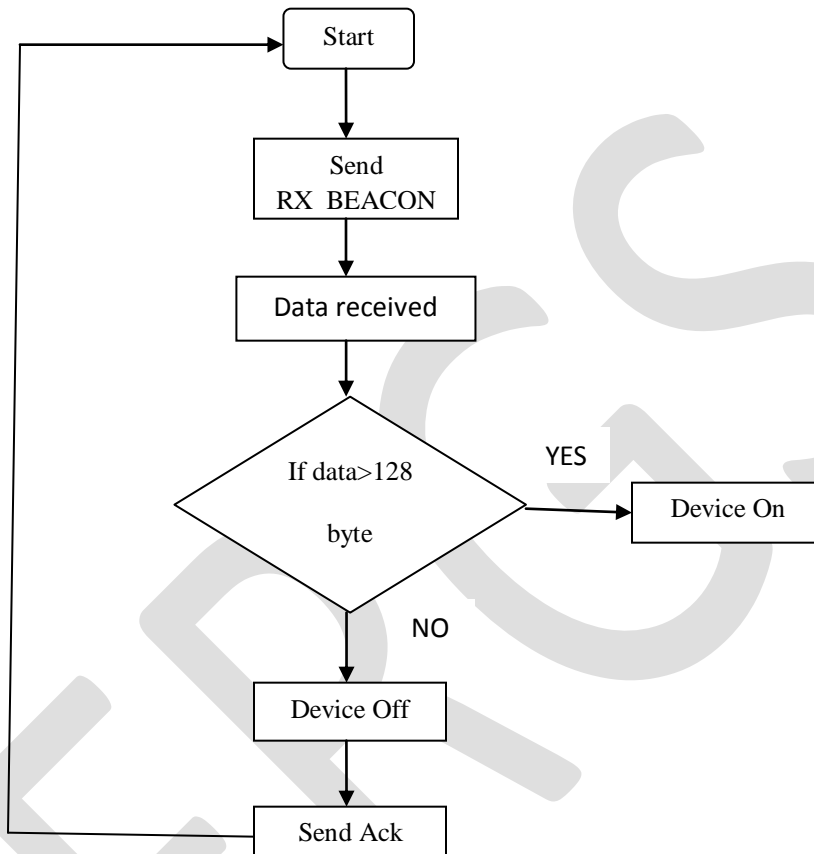 Start
Send
RX BEACON
Data received
If data>128
byte
YES
Device On
NO
Device Off
Send Ack